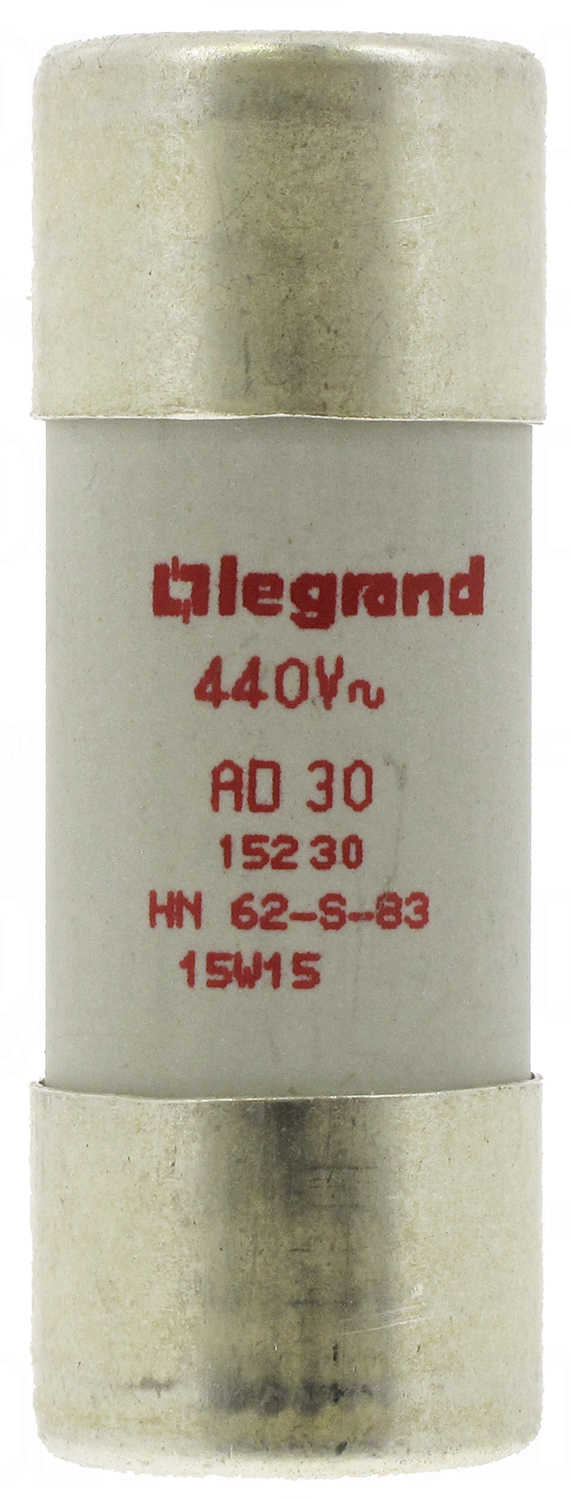 legrand
440V~
AD 30
152 30
HN 62-S-83
15W15